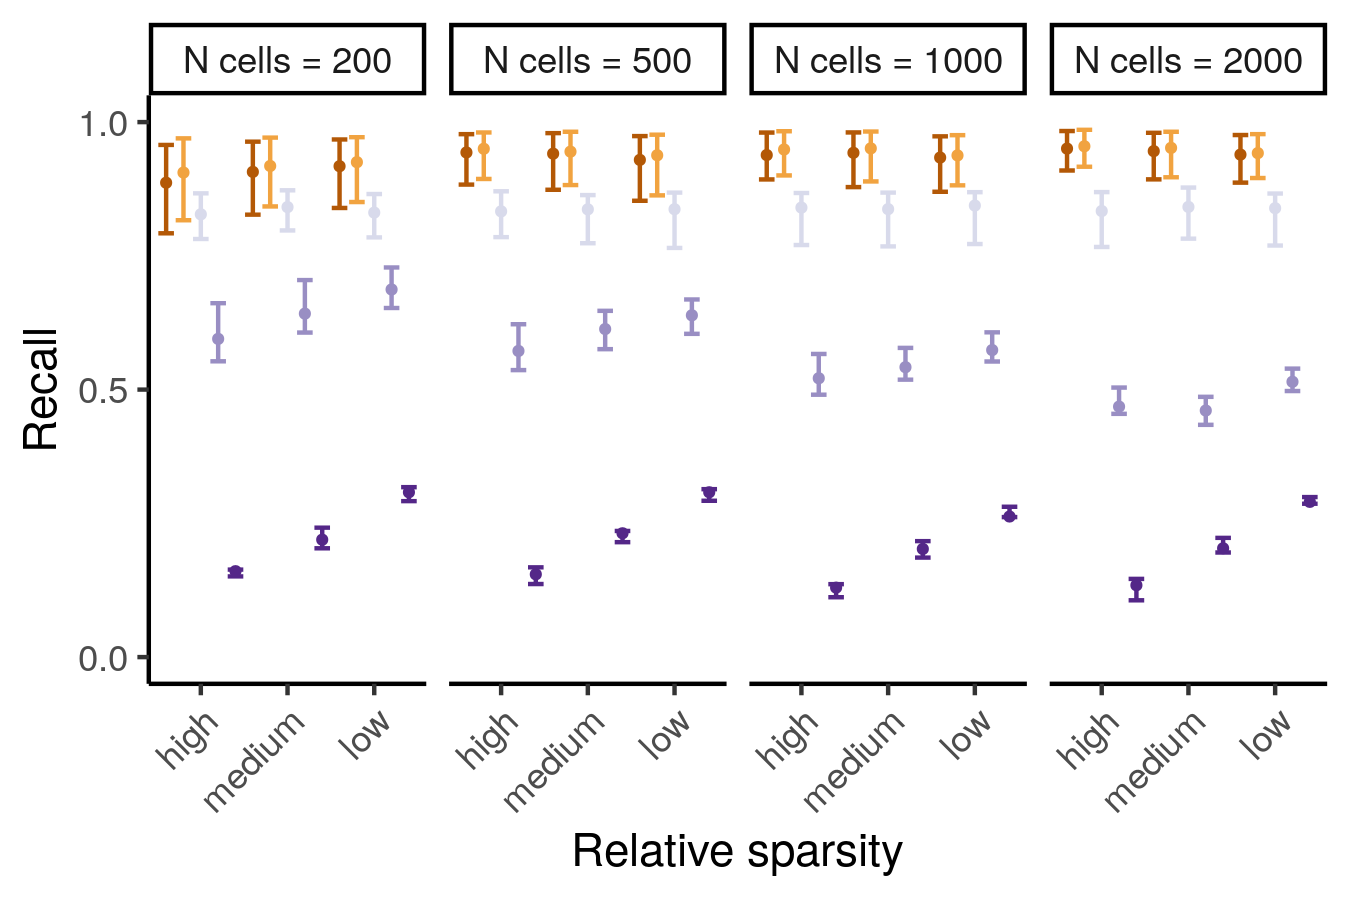 N cells = 200 N cells = 500 N cells = 1000 N cells = 2000
1.0
0.5
0.0
Recall
high medium low high medium low high medium low high medium low
Relative sparsity